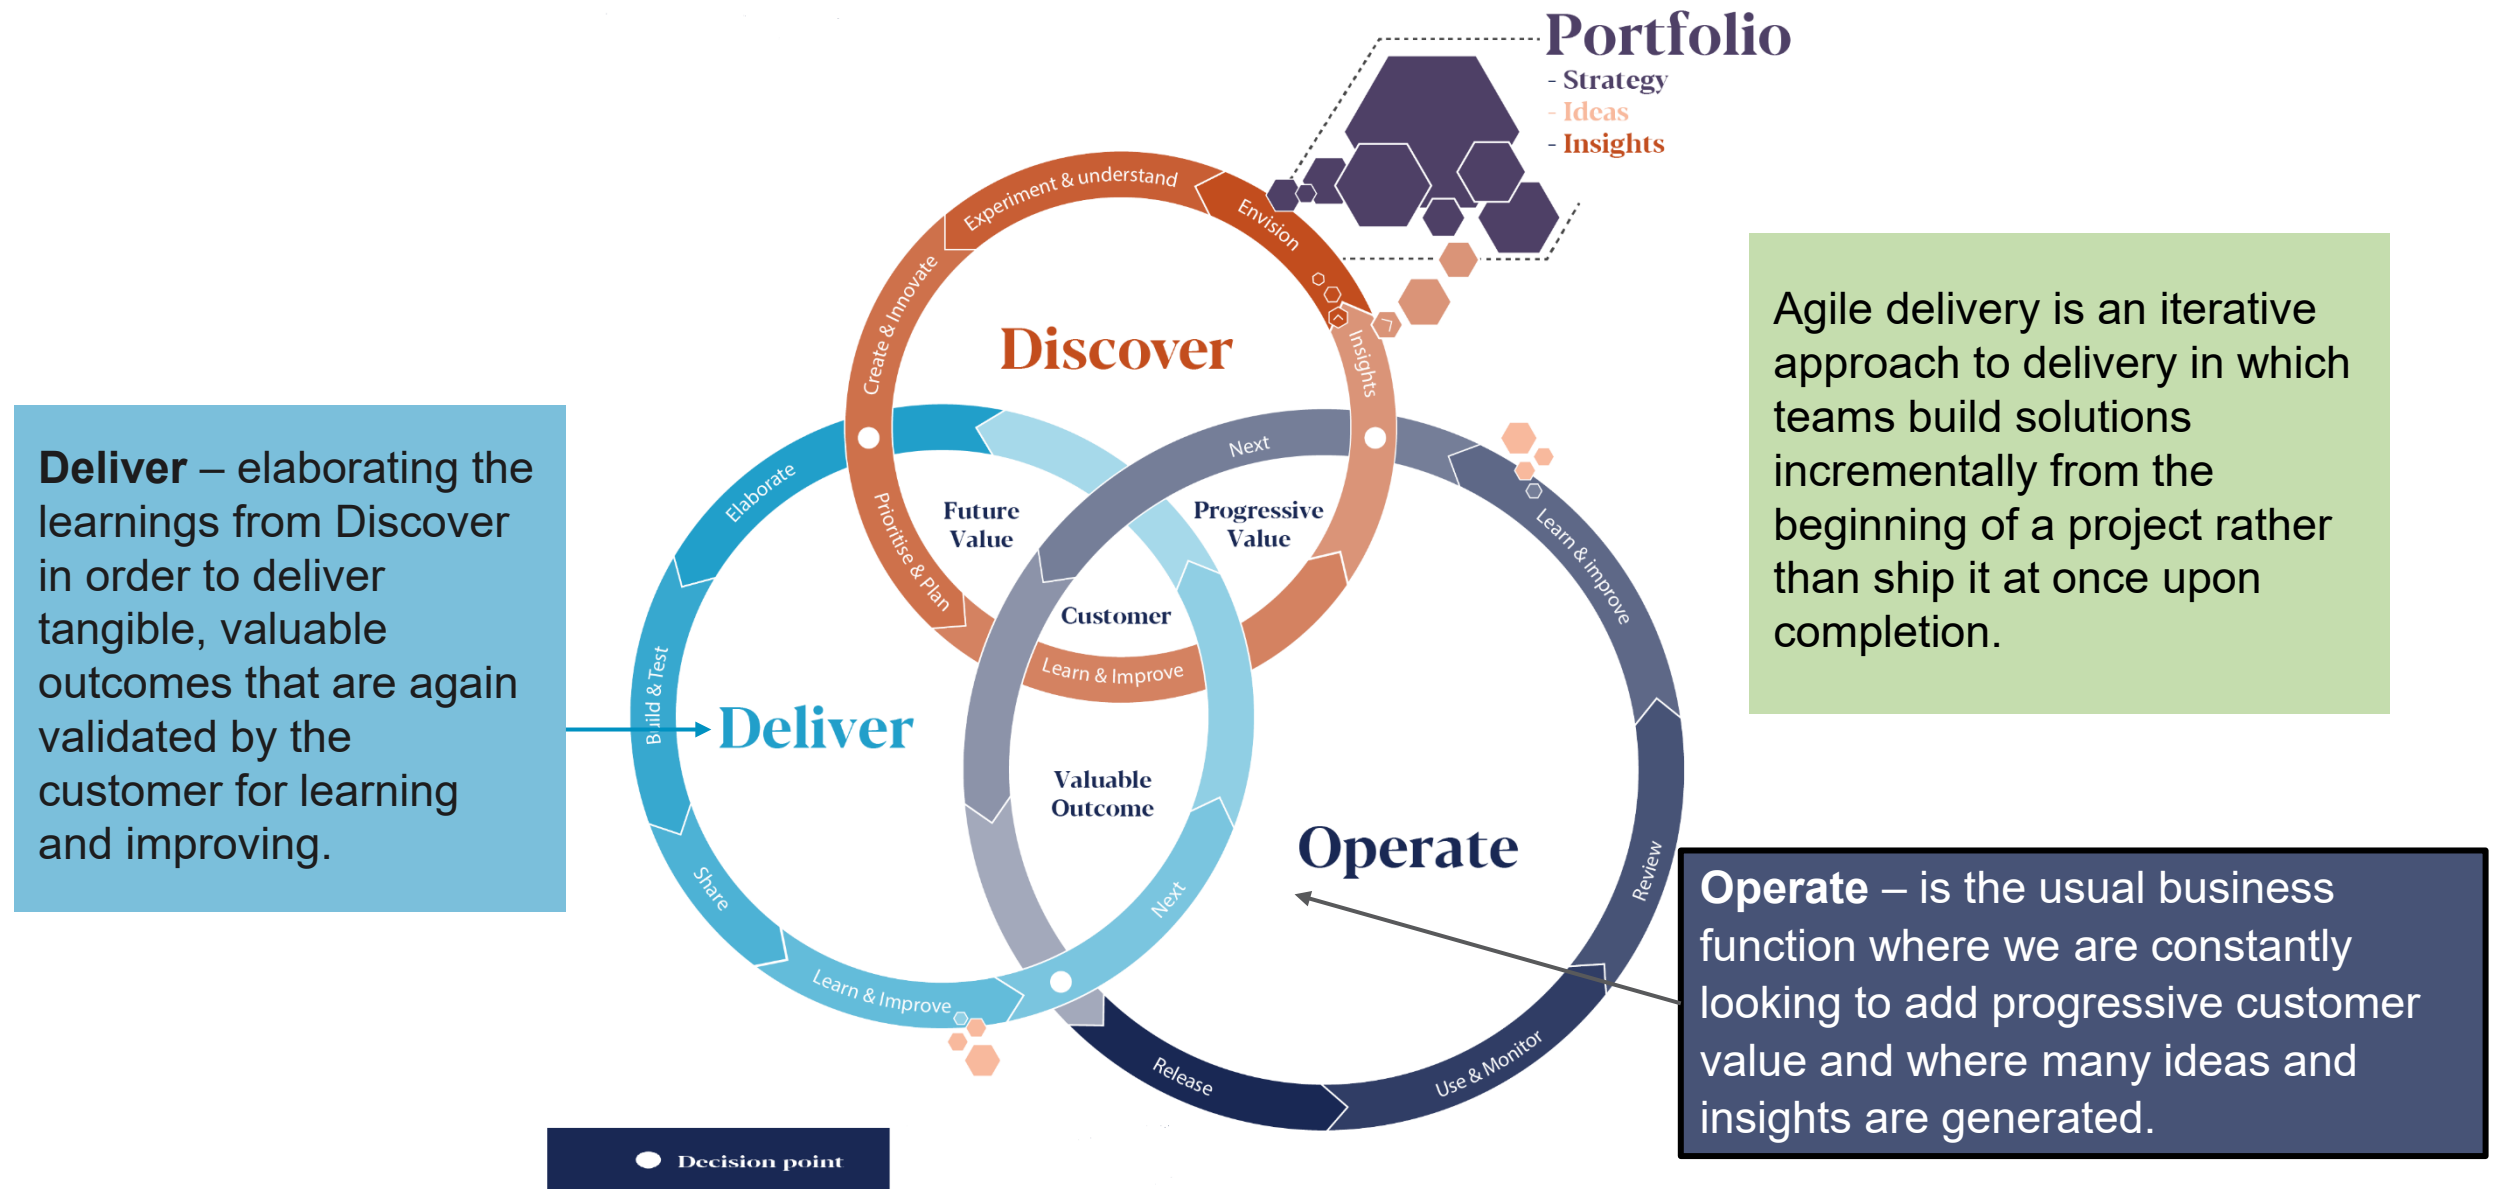 Portfolio
- Strategy
- Ideas
- Insights
Experiment & understand
Envision
Create & Innovate
Discover
Insights
Agile delivery is an iterative
approach to delivery in which
teams build solutions
incrementally from the
beginning of a project rather
than ship it at once upon
completion.
Deliver – elaborating the
learnings from Discover
in order to deliver
tangible, valuable
outcomes that are again
validated by the
customer for learning
and improving.
Elaborate
Next
Prioritise & Plan
Future
Value
Progressive
Value
Learn & improve
Customer
Learn & Improve
Build & Test
Deliver
Valuable
Outcome
Operate
Share
Next
Review
Learn & Improve
Release
Use & Monitor
Operate – is the usual business
function where we are constantly
looking to add progressive customer
value and where many ideas and
insights are generated.
Decision point